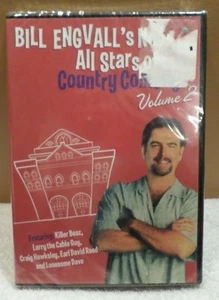 BILL ENGVALL'S N
All Stars o
Country Co
Volume 2
Featuring: Killer Bear,
Larry the Cable Guy,
Craig Hawksley, Earl David Reed
and Lonesome Dave